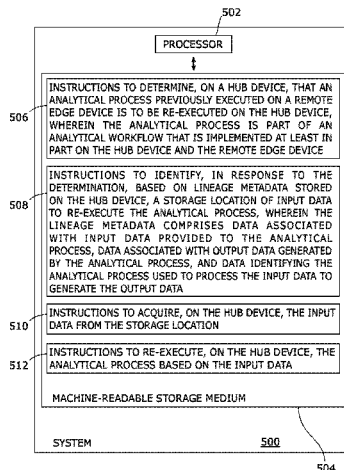 502
PROCESSOR
506
INSTRUCTIONS TO DETERMINE, ON A HUB DEVICE, THAT AN
ANALYTICAL PROCESS PREVIOUSLY EXECUTED ON A REMOTE
EDGE DEVICE IS TO BE RE-EXECUTED ON THE HUB DEVICE,
WHEREIN THE ANALYTICAL PROCESS IS PART OF AN
ANALYTICAL WORKFLOW THAT IS IMPLEMENTED AT LEAST IN
PART ON THE HUB DEVICE AND THE REMOTE EDGE DEVICE
508
INSTRUCTIONS TO IDENTIFY, IN RESPONSE TO THE
DETERMINATION, BASED ON LINEAGE METADATA STORED
ON THE HUB DEVICE, A STORAGE LOCATION OF INPUT DATA
TO RE-EXECUTE THE ANALYTICAL PROCESS, WHEREIN THE
LINEAGE METADATA COMPRISES DATA ASSOCIATED
WITH INPUT DATA PROVIDED TO THE ANALYTICAL
PROCESS, DATA ASSOCIATED WITH OUTPUT DATA GENERATED
BY THE ANALYTICAL PROCESS, AND DATA IDENTIFYING THE
ANALYTICAL PROCESS USED TO PROCESS THE INPUT DATA TO
GENERATE THE OUTPUT DATA
510
INSTRUCTIONS TO ACQUIRE, ON THE HUB DEVICE, THE INPUT
DATA FROM THE STORAGE LOCATION
512
INSTRUCTIONS TO RE-EXECUTE, ON THE HUB DEVICE, THE
ANALYTICAL PROCESS BASED ON THE INPUT DATA
MACHINE-READABLE STORAGE MEDIUM
SYSTEM
500
504